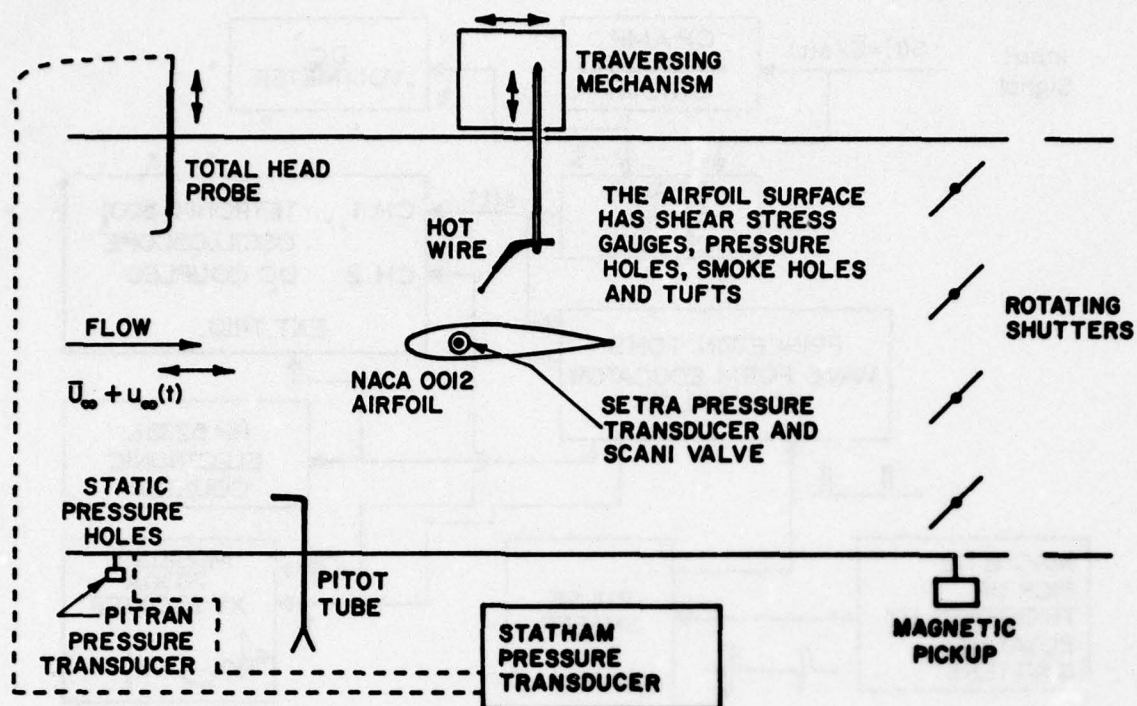 TRAVERSING
MECHANISM
TOTAL HEAD
PROBE
HOT
WIRE
THE AIRFOIL SURFACE
HAS SHEAR STRESS
GAUGES, PRESSURE
HOLES, SMOKE HOLES
AND TUFTS
ROTATING
SHUTTERS
FLOW
U̅∞ + u∞(t)
NACA 0012
AIRFOIL
SETRA PRESSURE
TRANSDUCER AND
SCANI VALVE
STATIC
PRESSURE
HOLES
PITOT
TUBE
PITRAN
PRESSURE
TRANSDUCER
STATHAM
PRESSURE
TRANSDUCER
MAGNETIC
PICKUP